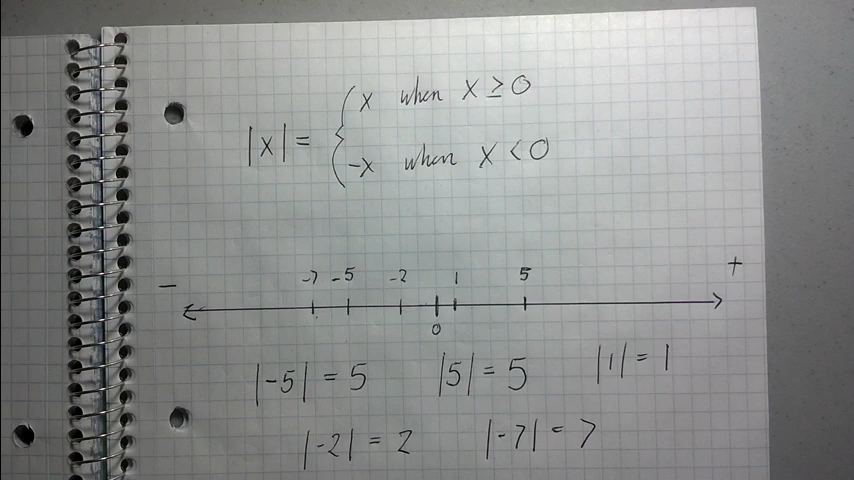 x when x ≥ 0
|x| =
-x when x < 0
- +
-7 -5 -2 1 5
0
|-5| = 5 |5| = 5 |1| = 1
|-2| = 2 |-7| = 7